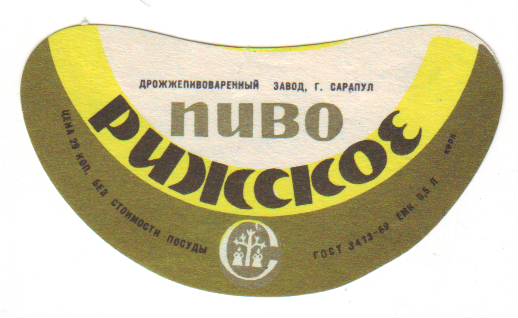 ДРОЖЖЕПИВОВАРЕННЫЙ ЗАВОД, Г. САРАПУЛ
ПИВО
РИЖСКОЕ
ЦЕНА 29 КОП. БЕЗ СТОИМОСТИ ПОСУДЫ
ГОСТ 3473-69 ЕМК. 0,5 Л